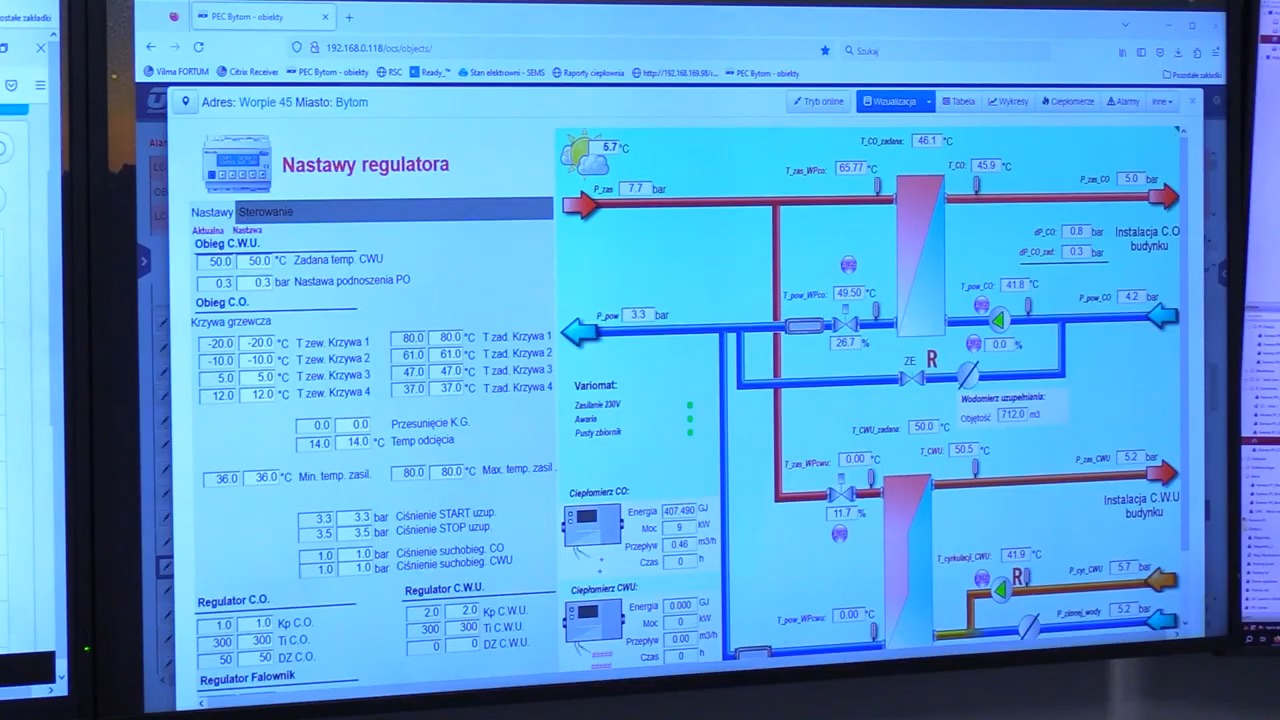 ozostałe zakładki
PEC Bytom - obiekty
192.168.0.118/ocs/objects/
Szukaj
Vilma FORTUM
Citrix Receiver
PEC Bytom - obiekty
RSC
Ready_™
Stan elektrowni - SEMS
Raporty ciepłownia
http://192.168.169.98/s...
PEC Bytom - obiekty
Pozostałe zakładki
Adres: Worpie 45 Miasto: Bytom
Tryb online
Wizualizacja
Tabela
Wykresy
Ciepłomierze
Alarmy
Inne
Nastawy regulatora
Nastawy Sterowanie
Aktualna Nastawa
Obieg C.W.U.
50.0 50.0 °C Zadana temp. CWU
0.3 0.3 bar Nastawa podnoszenia PO
Obieg C.O.
Krzywa grzewcza
-20.0 -20.0 °C T zew. Krzywa 1 80.0 80.0 °C T zad. Krzywa 1
-10.0 -10.0 °C T zew. Krzywa 2 61.0 61.0 °C T zad. Krzywa 2
5.0 5.0 °C T zew. Krzywa 3 47.0 47.0 °C T zad. Krzywa 3
12.0 12.0 °C T zew. Krzywa 4 37.0 37.0 °C T zad. Krzywa 4
0.0 0.0 Przesunięcie K.G.
14.0 14.0 °C Temp odcięcia
36.0 36.0 °C Min. temp. zasil. 80.0 80.0 °C Max. temp. zasil.
3.3 3.3 bar Ciśnienie START uzup.
3.5 3.5 bar Ciśnienie STOP uzup.
1.0 1.0 bar Ciśnienie suchobieg. CO
1.0 1.0 bar Ciśnienie suchobieg. CWU
Regulator C.O.
1.0 1.0 Kp C.O.
300 300 Ti C.O.
50 50 DZ C.O.
Regulator C.W.U.
2.0 2.0 Kp C.W.U.
300 300 Ti C.W.U.
0 0 DZ C.W.U.
Regulator Falownik
5.7 °C
P_zas 7.7 bar
T_zas_WPco: 65.77 °C
T_CO_zadana: 46.1 °C
T_CO: 45.9 °C
P_zas_CO 5.0 bar
dP_CO: 0.8 bar
dP_CO_zad: 0.3 bar
Instalacja C.O
budynku
T_pow_WPco: 49.50 °C
T_pow_CO: 41.8 °C
P_pow_CO 4.2 bar
P_pow 3.3 bar
26.7 %
0.0 %
ZE R
Wodomierz uzupełniania:
Objętość 712.0 m3
Variomat:
Zasilanie 230V
Awaria
Pusty zbiornik
T_CWU_zadana: 50.0 °C
T_zas_WPcwu: 0.00 °C
T_CWU: 50.5 °C
P_zas_CWU 5.2 bar
11.7 %
Instalacja C.W.U
budynku
Ciepłomierz CO:
Energia 407.490 GJ
Moc 9 kW
Przepływ 0.46 m3/h
Czas 0 h
Ciepłomierz CWU:
Energia 0.000 GJ
Moc 0 kW
Przepływ 0.00 m3/h
Czas 0 h
T_cyrkulacji_CWU: 41.9 °C
R
P_cyr_CWU 5.7 bar
P_zimnej_wody 5.2 bar
T_pow_WPcwu: 0.00 °C